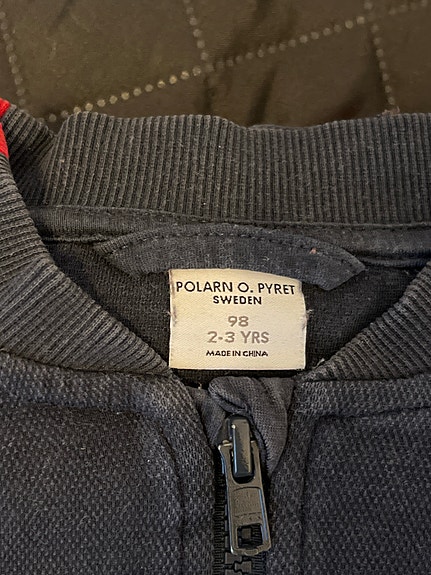 POLARN O. PYRET
SWEDEN
98
2-3 YRS
MADE IN CHINA